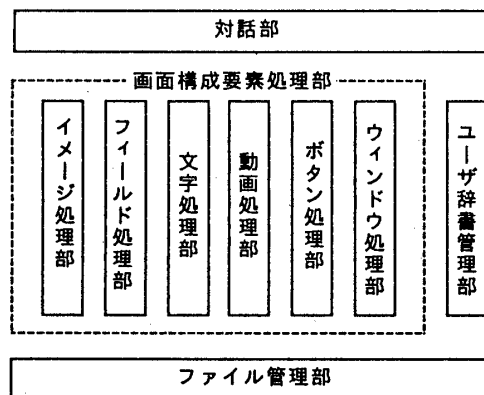 対話部
画面構成要素処理部
イメージ処理部
フィールド処理部
文字処理部
動画処理部
ボタン処理部
ウィンドウ処理部
ユーザ辞書管理部
ファイル管理部